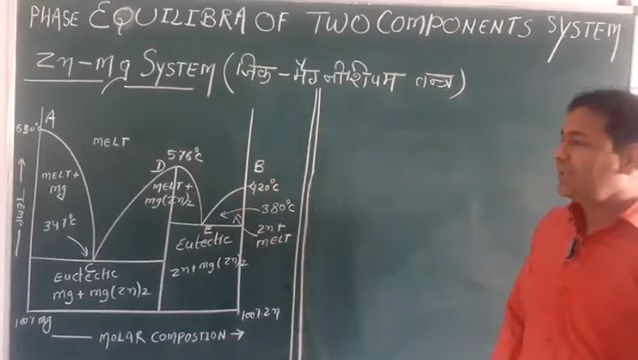 PHASE EQUILIBRA OF TWO COMPONENTS SYSTEM
Zn-Mg SYSTEM (जिंक-मैग्नीशियम तन्त्र)
A
650°C
MELT
D
576°C
B
MELT+
mg
MELT+
mg(Zn)2
420°C
380°C
TEMP
347°C
E
Zn+
MELT
Eutectic
C
Zn+mg(Zn)2
Euctectic
mg+mg(Zn)2
100% mg
MOLAR COMPOSTION
100% Zn